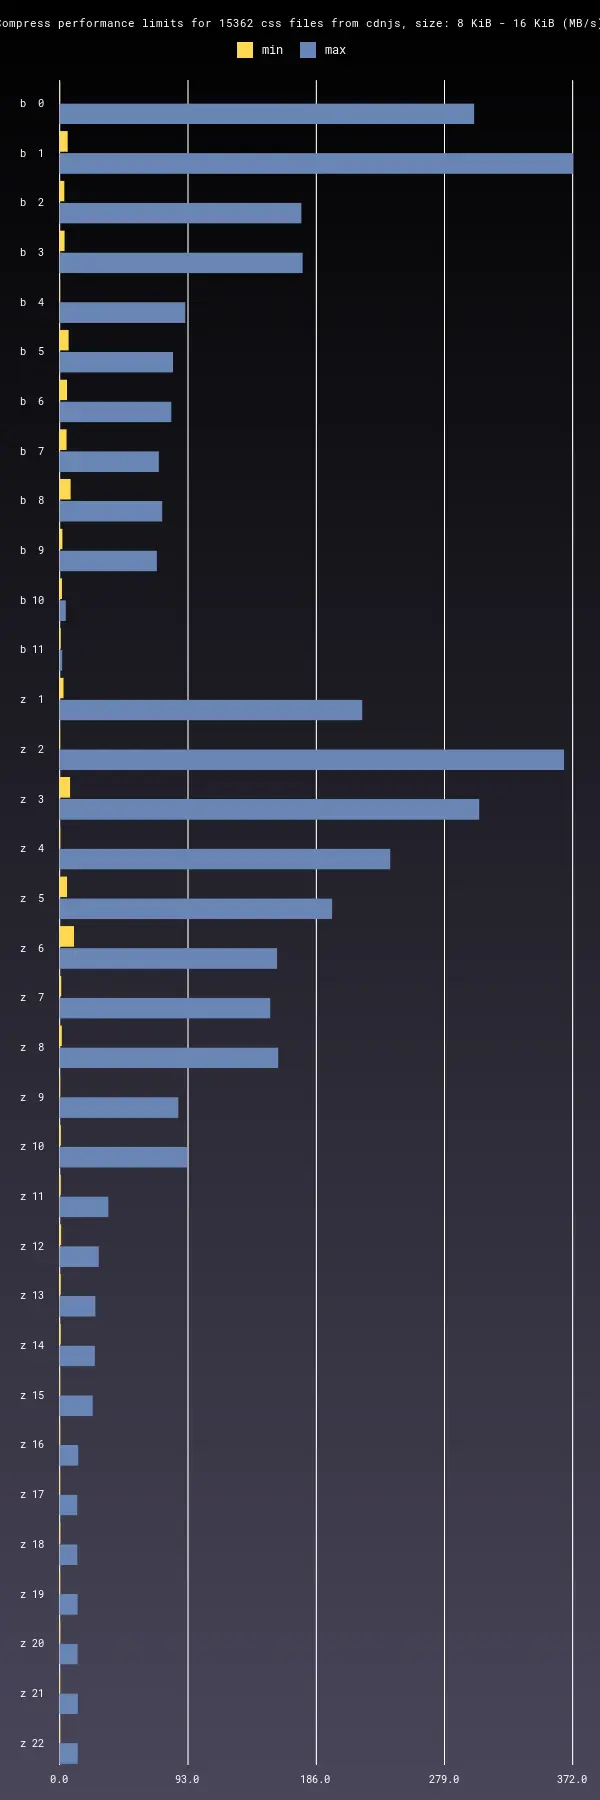 Compress performance limits for 15362 css files from cdnjs, size: 8 KiB - 16 KiB (MB/s)
min max
b 0
b 1
b 2
b 3
b 4
b 5
b 6
b 7
b 8
b 9
b 10
b 11
z 1
z 2
z 3
z 4
z 5
z 6
z 7
z 8
z 9
z 10
z 11
z 12
z 13
z 14
z 15
z 16
z 17
z 18
z 19
z 20
z 21
z 22
0.0 93.0 186.0 279.0 372.0